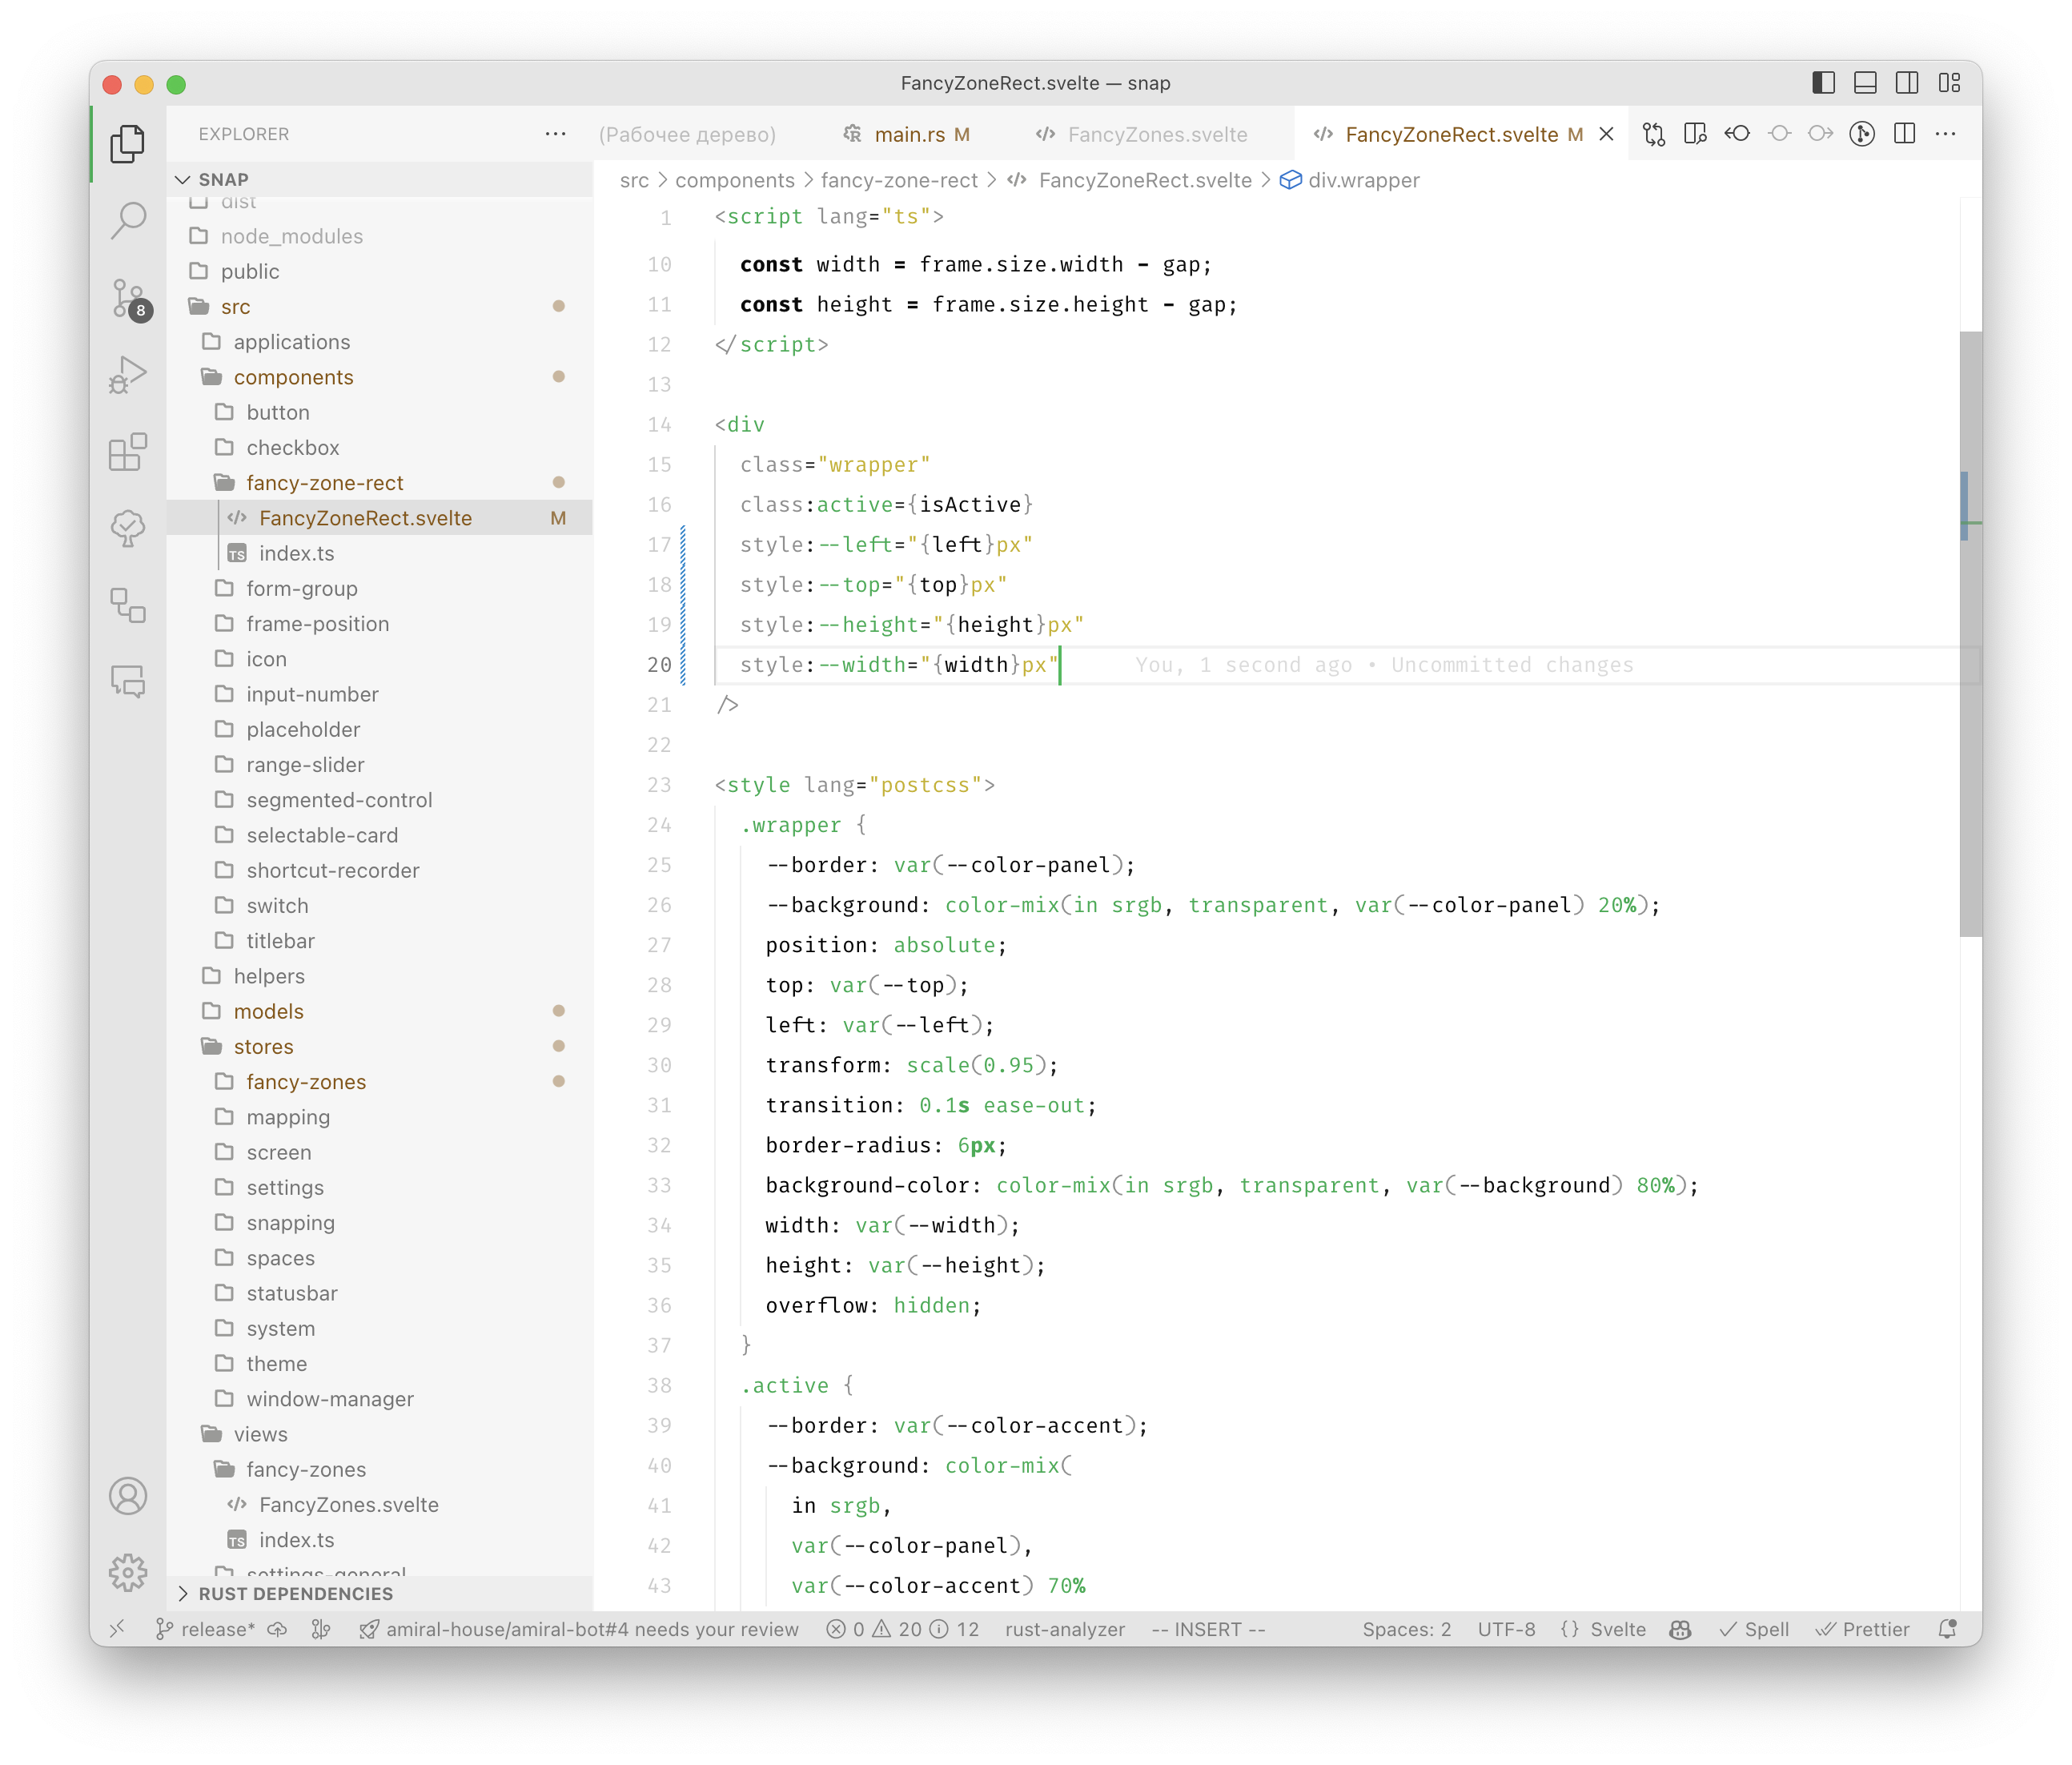 FancyZoneRect.svelte — snap
EXPLORER
SNAP
dist
node_modules
public
src
applications
components
button
checkbox
fancy-zone-rect
FancyZoneRect.svelte M
TS index.ts
form-group
frame-position
icon
input-number
placeholder
range-slider
segmented-control
selectable-card
shortcut-recorder
switch
titlebar
helpers
models
stores
fancy-zones
mapping
screen
settings
snapping
spaces
statusbar
system
theme
window-manager
views
fancy-zones
FancyZones.svelte
TS index.ts
settings-general
RUST DEPENDENCIES
8
(Рабочее дерево) main.rs M FancyZones.svelte FancyZoneRect.svelte M
src > components > fancy-zone-rect > FancyZoneRect.svelte > div.wrapper
1 <script lang="ts">
10 const width = frame.size.width - gap;
11 const height = frame.size.height - gap;
12 </script>
13
14 <div
15 class="wrapper"
16 class:active={isActive}
17 style:--left="{left}px"
18 style:--top="{top}px"
19 style:--height="{height}px"
20 style:--width="{width}px" You, 1 second ago • Uncommitted changes
21 />
22
23 <style lang="postcss">
24 .wrapper {
25 --border: var(--color-panel);
26 --background: color-mix(in srgb, transparent, var(--color-panel) 20%);
27 position: absolute;
28 top: var(--top);
29 left: var(--left);
30 transform: scale(0.95);
31 transition: 0.1s ease-out;
32 border-radius: 6px;
33 background-color: color-mix(in srgb, transparent, var(--background) 80%);
34 width: var(--width);
35 height: var(--height);
36 overflow: hidden;
37 }
38 .active {
39 --border: var(--color-accent);
40 --background: color-mix(
41 in srgb,
42 var(--color-panel),
43 var(--color-accent) 70%
release* amiral-house/amiral-bot#4 needs your review 0 20 12 rust-analyzer -- INSERT -- Spaces: 2 UTF-8 {} Svelte Spell Prettier